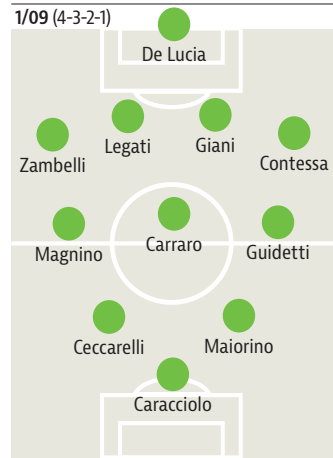 1/09 (4-3-2-1)
De Lucia
Legati
Giani
Zambelli
Contessa
Magnino
Carraro
Guidetti
Ceccarelli
Maiorino
Caracciolo